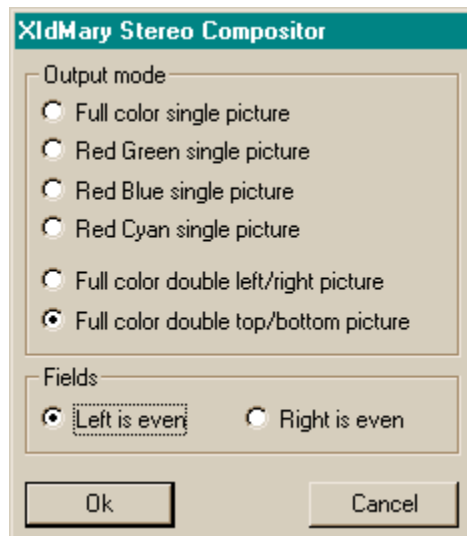 XldMary Stereo Compositor
Output mode
Full color single picture
Red Green single picture
Red Blue single picture
Red Cyan single picture
Full color double left/right picture
Full color double top/bottom picture
Fields
Left is even
Right is even
Ok
Cancel